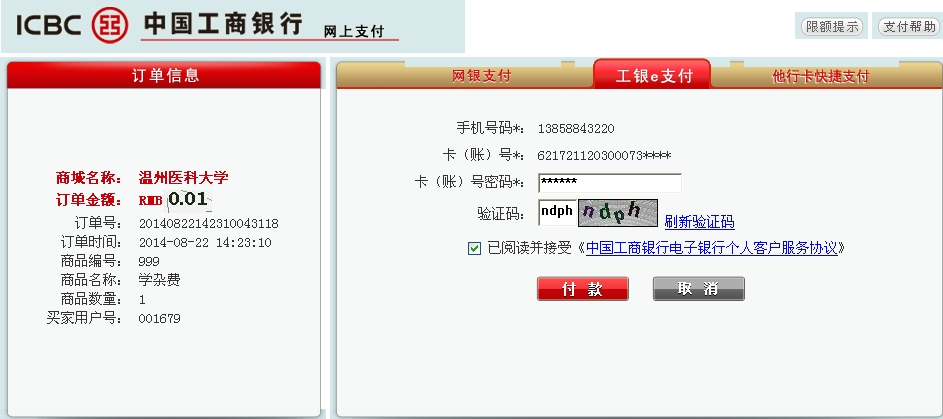 ICBC 中国工商银行 网上支付
限额提示 支付帮助
订单信息
商城名称： 温州医科大学
订单金额： RMB 0.01
订单号： 20140822142310043118
订单时间： 2014-08-22 14:23:10
商品编号： 999
商品名称： 学杂费
商品数量： 1
买家用户号： 001679
网银支付 工银e支付 他行卡快捷支付
手机号码*： 13858843220
卡（账）号*： 621721120300073****
卡（账）号密码*： ******
验证码： ndph ndph 刷新验证码
已阅读并接受《中国工商银行电子银行个人客户服务协议》
付 款 取 消